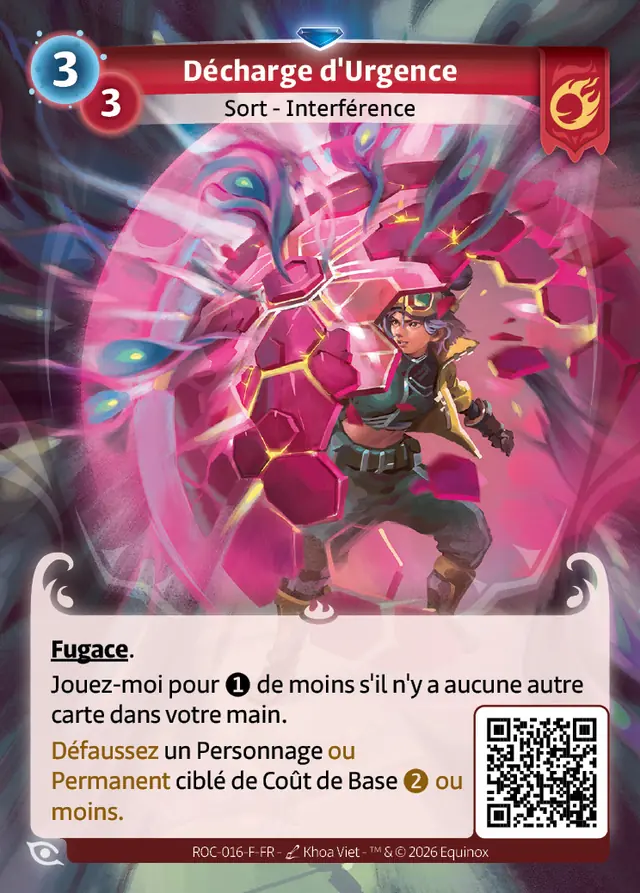 3
Décharge d'Urgence
3
Sort - Interférence
Fugace.
Jouez-moi pour 1 de moins s'il n'y a aucune autre
carte dans votre main.
Défaussez un Personnage ou
Permanent ciblé de Coût de Base 2 ou
moins.
ROC-016-F-FR - Khoa Viet - ™ & © 2026 Equinox